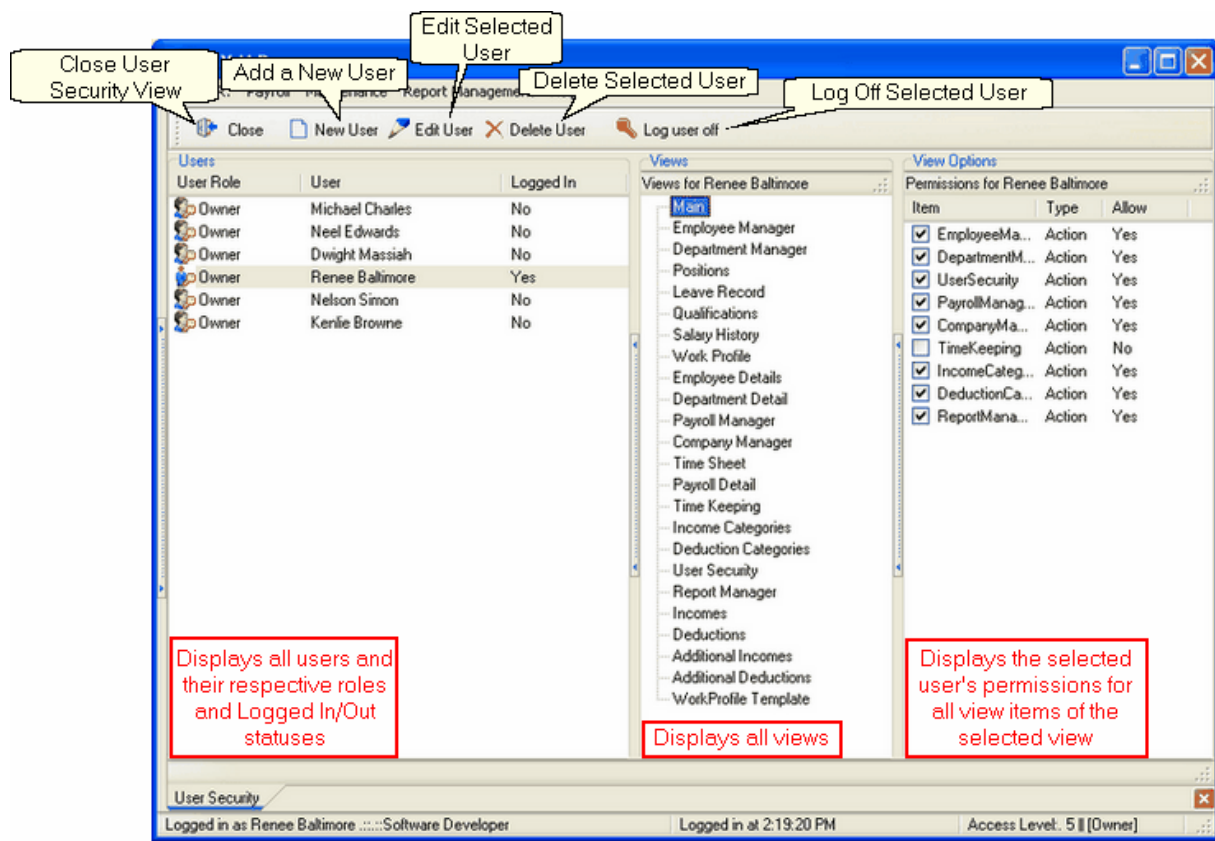 Edit Selected
User
Close User
Security View
Add a New User
Delete Selected User
Log Off Selected User
Payroll Maintenance Report Management
Close New User Edit User Delete User Log user off
Users
User Role User Logged In
Owner Michael Charles No
Owner Neel Edwards No
Owner Dwight Massiah No
Owner Renee Baltimore Yes
Owner Nelson Simon No
Owner Kenlie Browne No
Displays all users and
their respective roles
and Logged In/Out
statuses
Views
Views for Renee Baltimore
Main
Employee Manager
Department Manager
Positions
Leave Record
Qualifications
Salary History
Work Profile
Employee Details
Department Detail
Payroll Manager
Company Manager
Time Sheet
Payroll Detail
Time Keeping
Income Categories
Deduction Categories
User Security
Report Manager
Incomes
Deductions
Additional Incomes
Additional Deductions
WorkProfile Template
Displays all views
View Options
Permissions for Renee Baltimore
Item Type Allow
EmployeeMa... Action Yes
DepartmentM... Action Yes
UserSecurity Action Yes
PayrollManag... Action Yes
CompanyMa... Action Yes
TimeKeeping Action No
IncomeCateg... Action Yes
DeductionCa... Action Yes
ReportMana... Action Yes
Displays the selected
user's permissions for
all view items of the
selected view
User Security
Logged in as Renee Baltimore .::.::Software Developer Logged in at 2:19:20 PM Access Level:. 5 || [Owner]